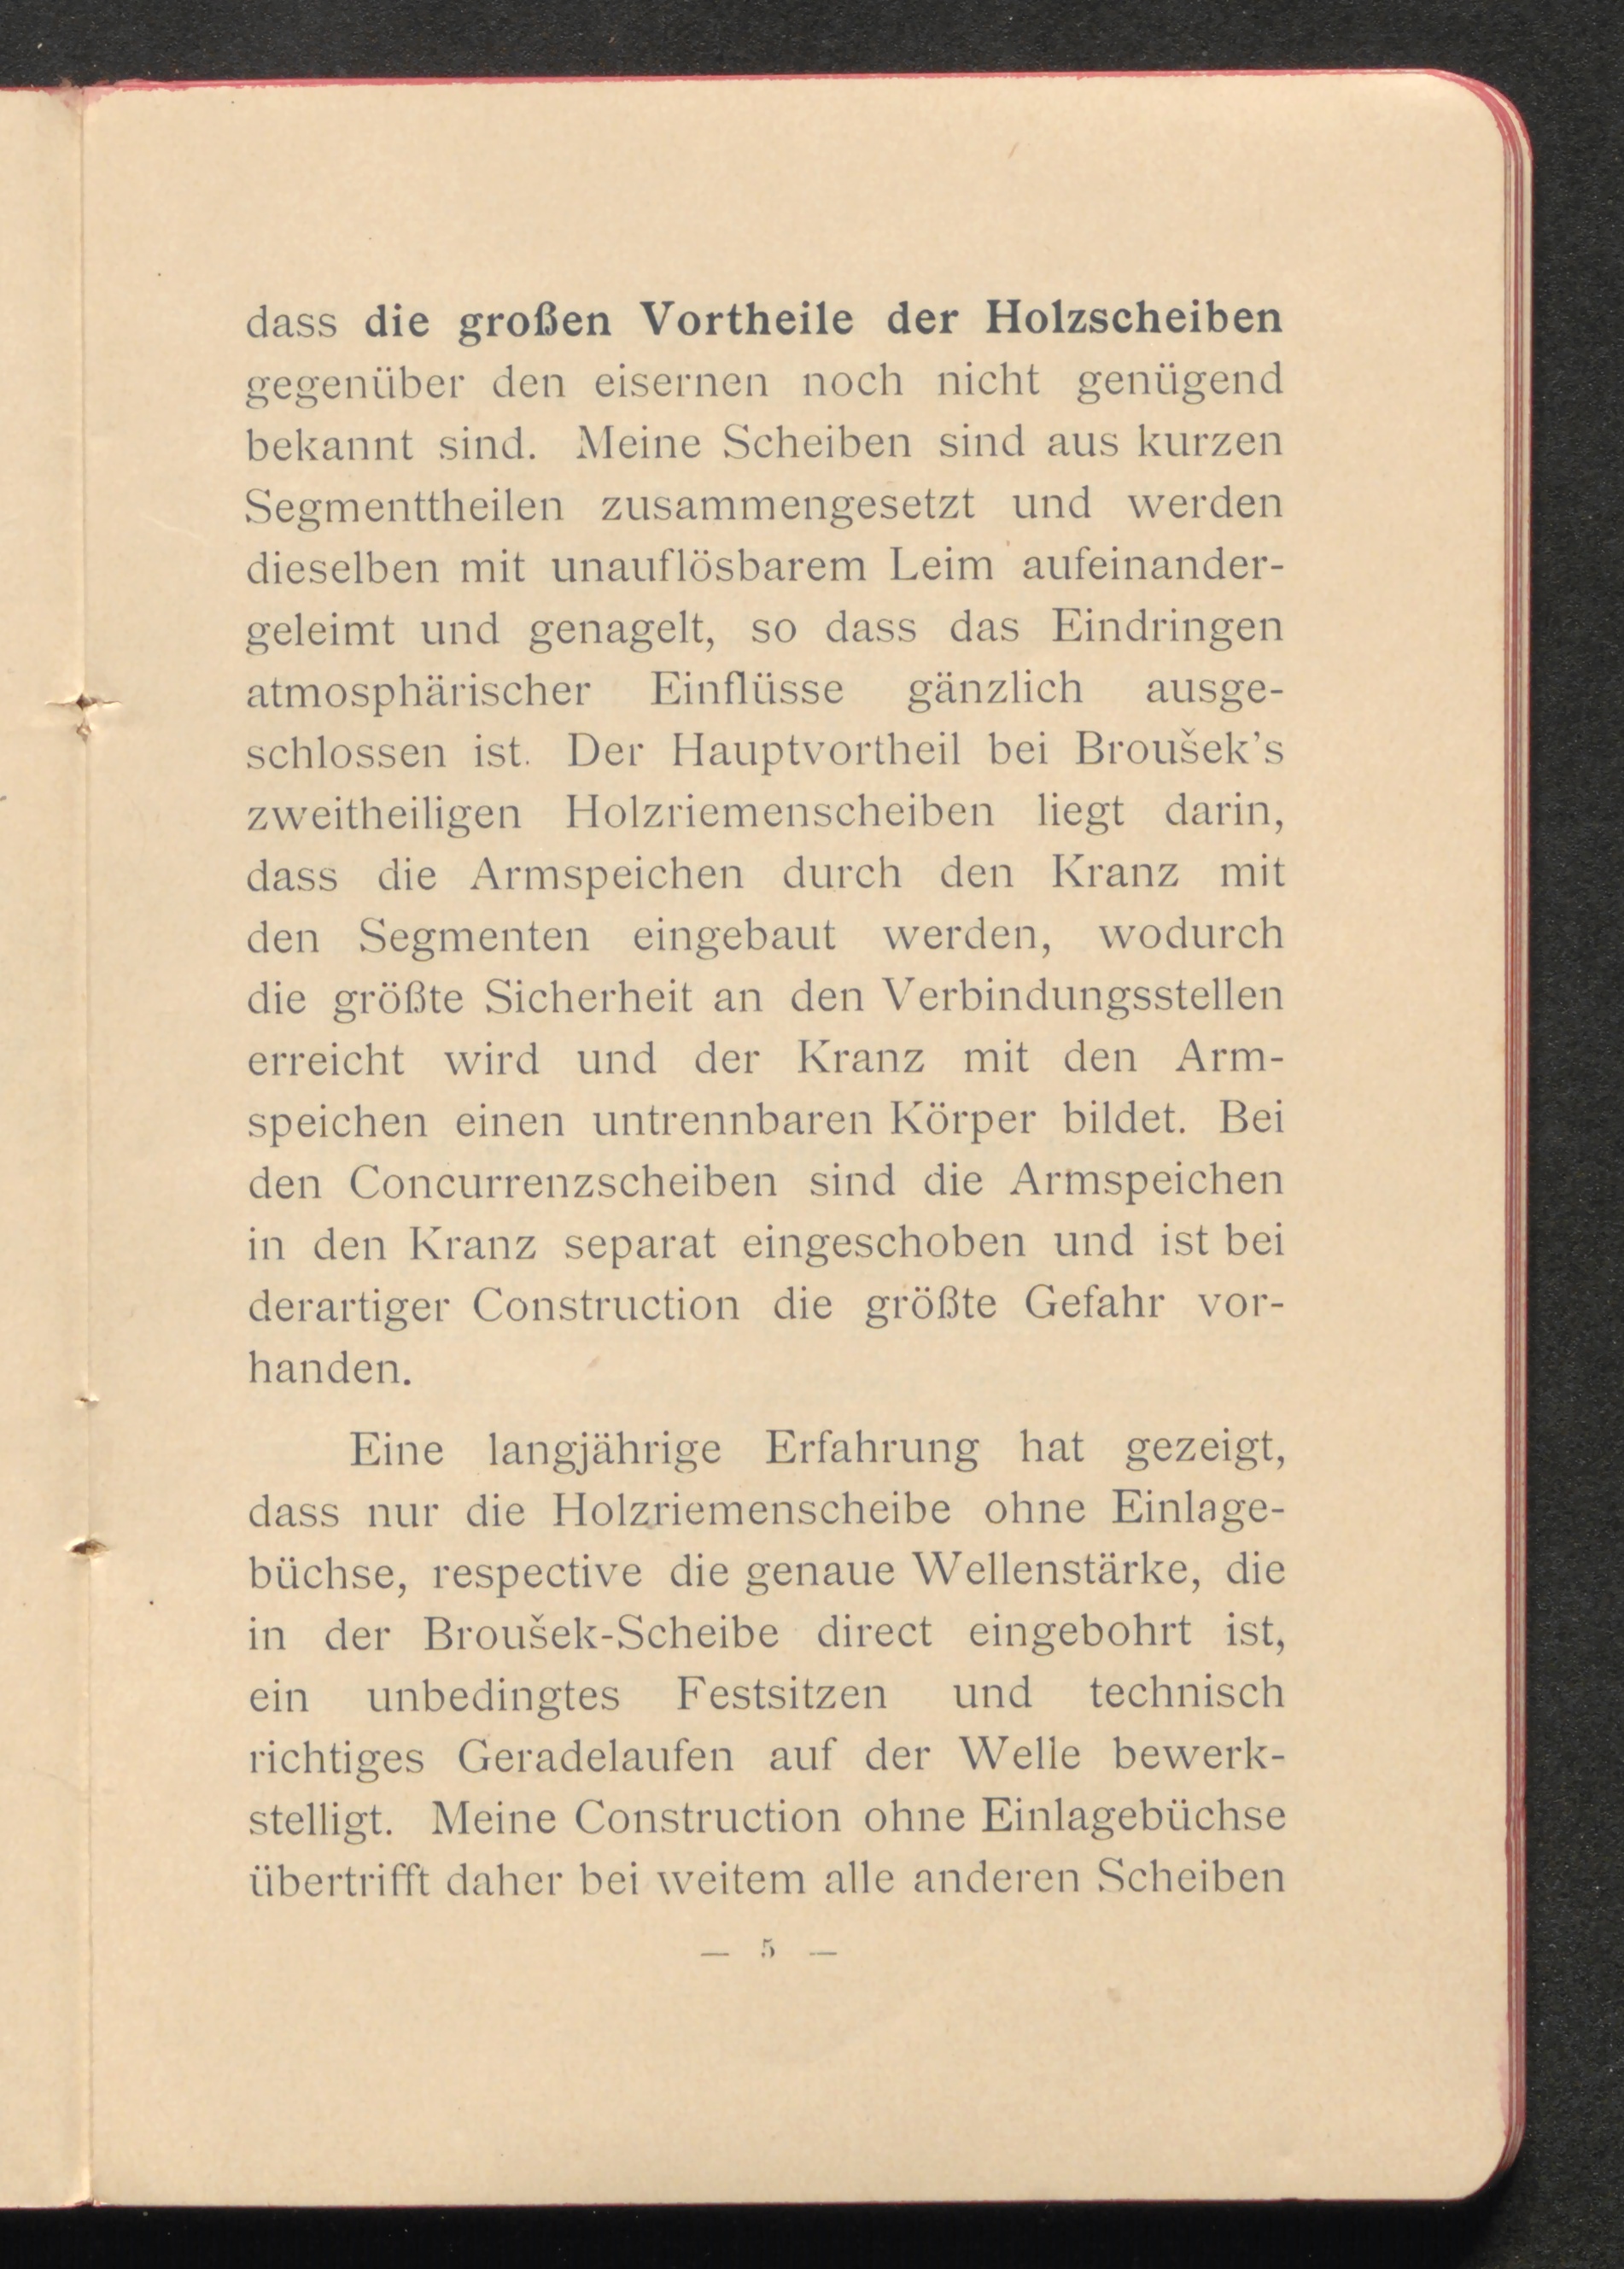 dass die großen Vortheile der Holzscheiben
gegenüber den eisernen noch nicht genügend
bekannt sind. Meine Scheiben sind aus kurzen
Segmenttheilen zusammengesetzt und werden
dieselben mit unauflösbarem Leim aufeinander-
geleimt und genagelt, so dass das Eindringen
atmosphärischer Einflüsse gänzlich ausge-
schlossen ist. Der Hauptvortheil bei Broušek's
zweitheiligen Holzriemenscheiben liegt darin,
dass die Armspeichen durch den Kranz mit
den Segmenten eingebaut werden, wodurch
die größte Sicherheit an den Verbindungsstellen
erreicht wird und der Kranz mit den Arm-
speichen einen untrennbaren Körper bildet. Bei
den Concurrenzscheiben sind die Armspeichen
in den Kranz separat eingeschoben und ist bei
derartiger Construction die größte Gefahr vor-
handen.
Eine langjährige Erfahrung hat gezeigt,
dass nur die Holzriemenscheibe ohne Einlage-
büchse, respective die genaue Wellenstärke, die
in der Broušek-Scheibe direct eingebohrt ist,
ein unbedingtes Festsitzen und technisch
richtiges Geradelaufen auf der Welle bewerk-
stelligt. Meine Construction ohne Einlagebüchse
übertrifft daher bei weitem alle anderen Scheiben
— 5 —